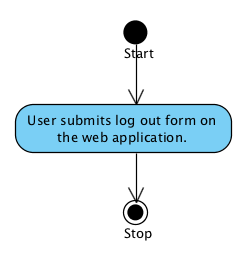 Start
User submits log out form on
the web application.
Stop